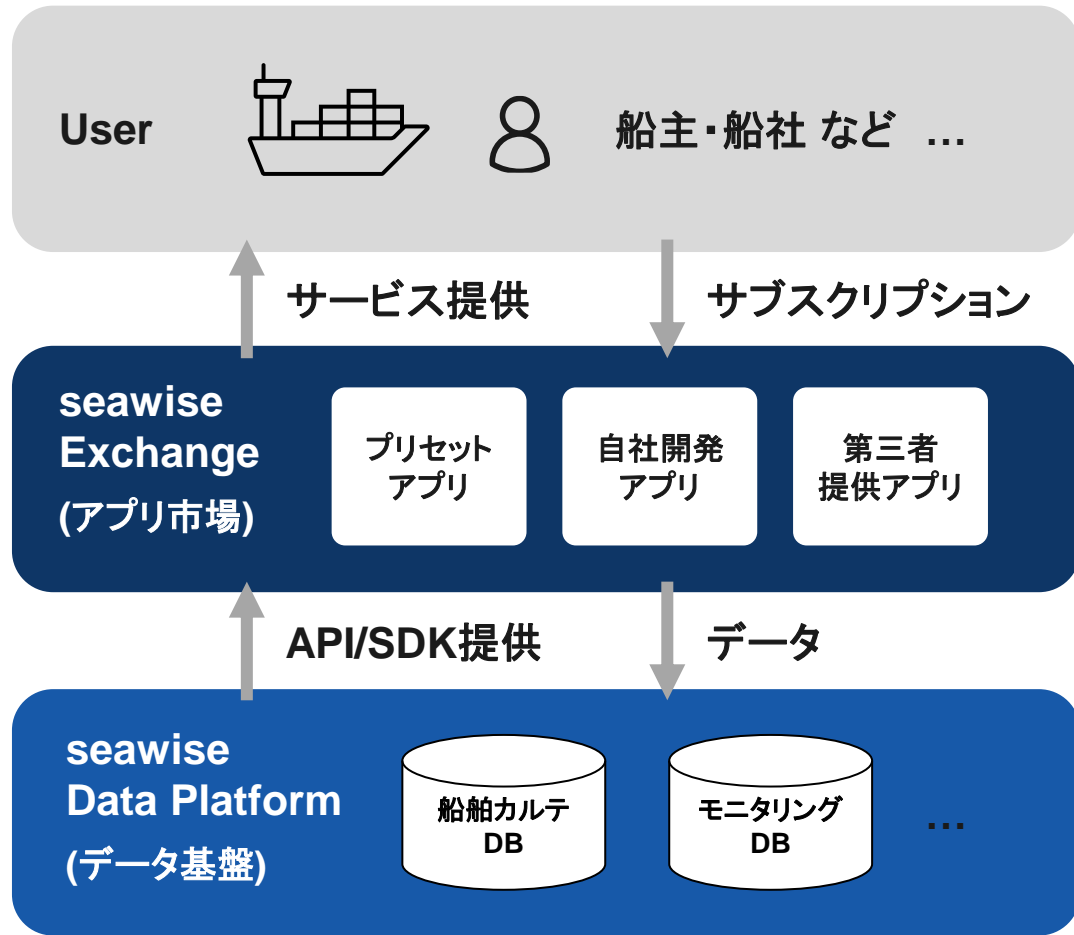 User
船主・船社 など …
サービス提供
サブスクリプション
seawise
Exchange
(アプリ市場)
プリセット
アプリ
自社開発
アプリ
第三者
提供アプリ
API/SDK提供
データ
seawise
Data Platform
(データ基盤)
船舶カルテ
DB
モニタリング
DB
…